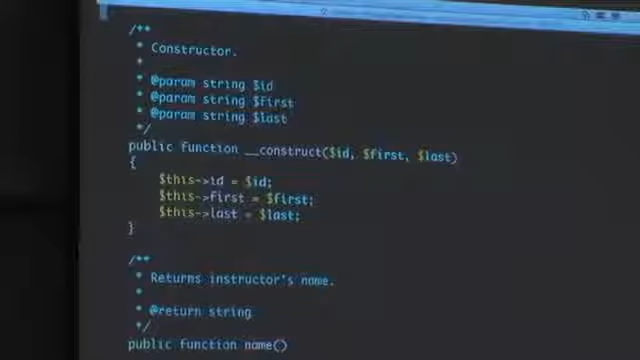 /**
* Constructor.
*
* @param string $id
* @param string $first
* @param string $last
*/
public function __construct($id, $first, $last)
{
$this->id = $id;
$this->first = $first;
$this->last = $last;
}
/**
* Returns instructor's name.
*
* @return string
*/
public function name()